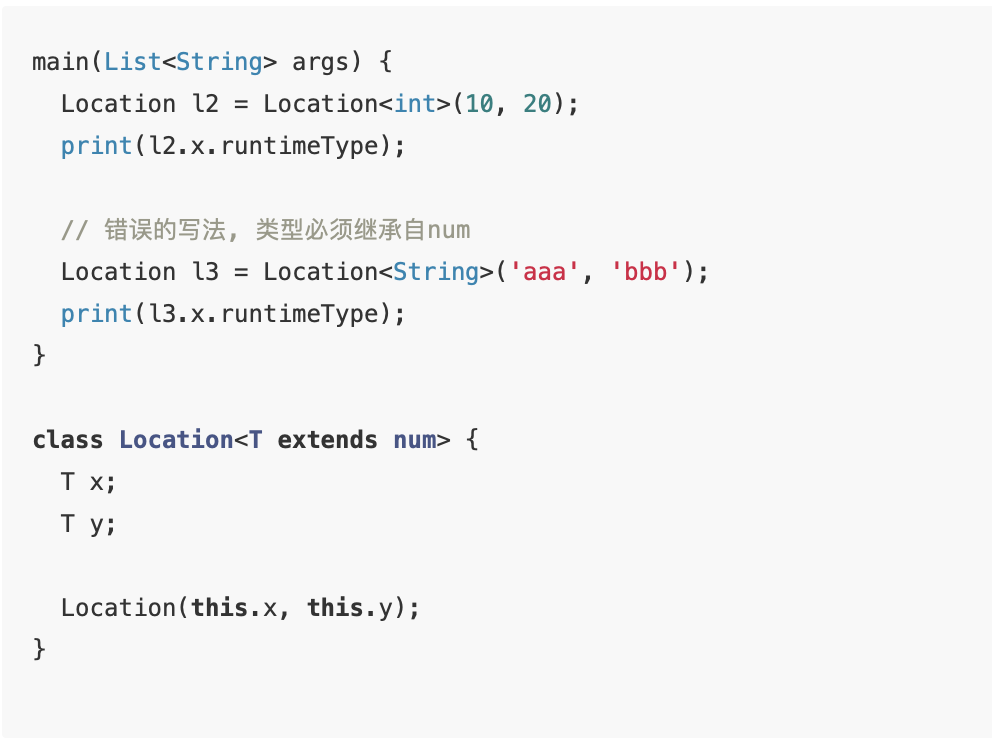 main(List<String> args) {
  Location l2 = Location<int>(10, 20);
  print(l2.x.runtimeType);
  // 错误的写法, 类型必须继承自num
  Location l3 = Location<String>('aaa', 'bbb');
  print(l3.x.runtimeType);
}
class Location<T extends num> {
  T x;
  T y;
  Location(this.x, this.y);
}